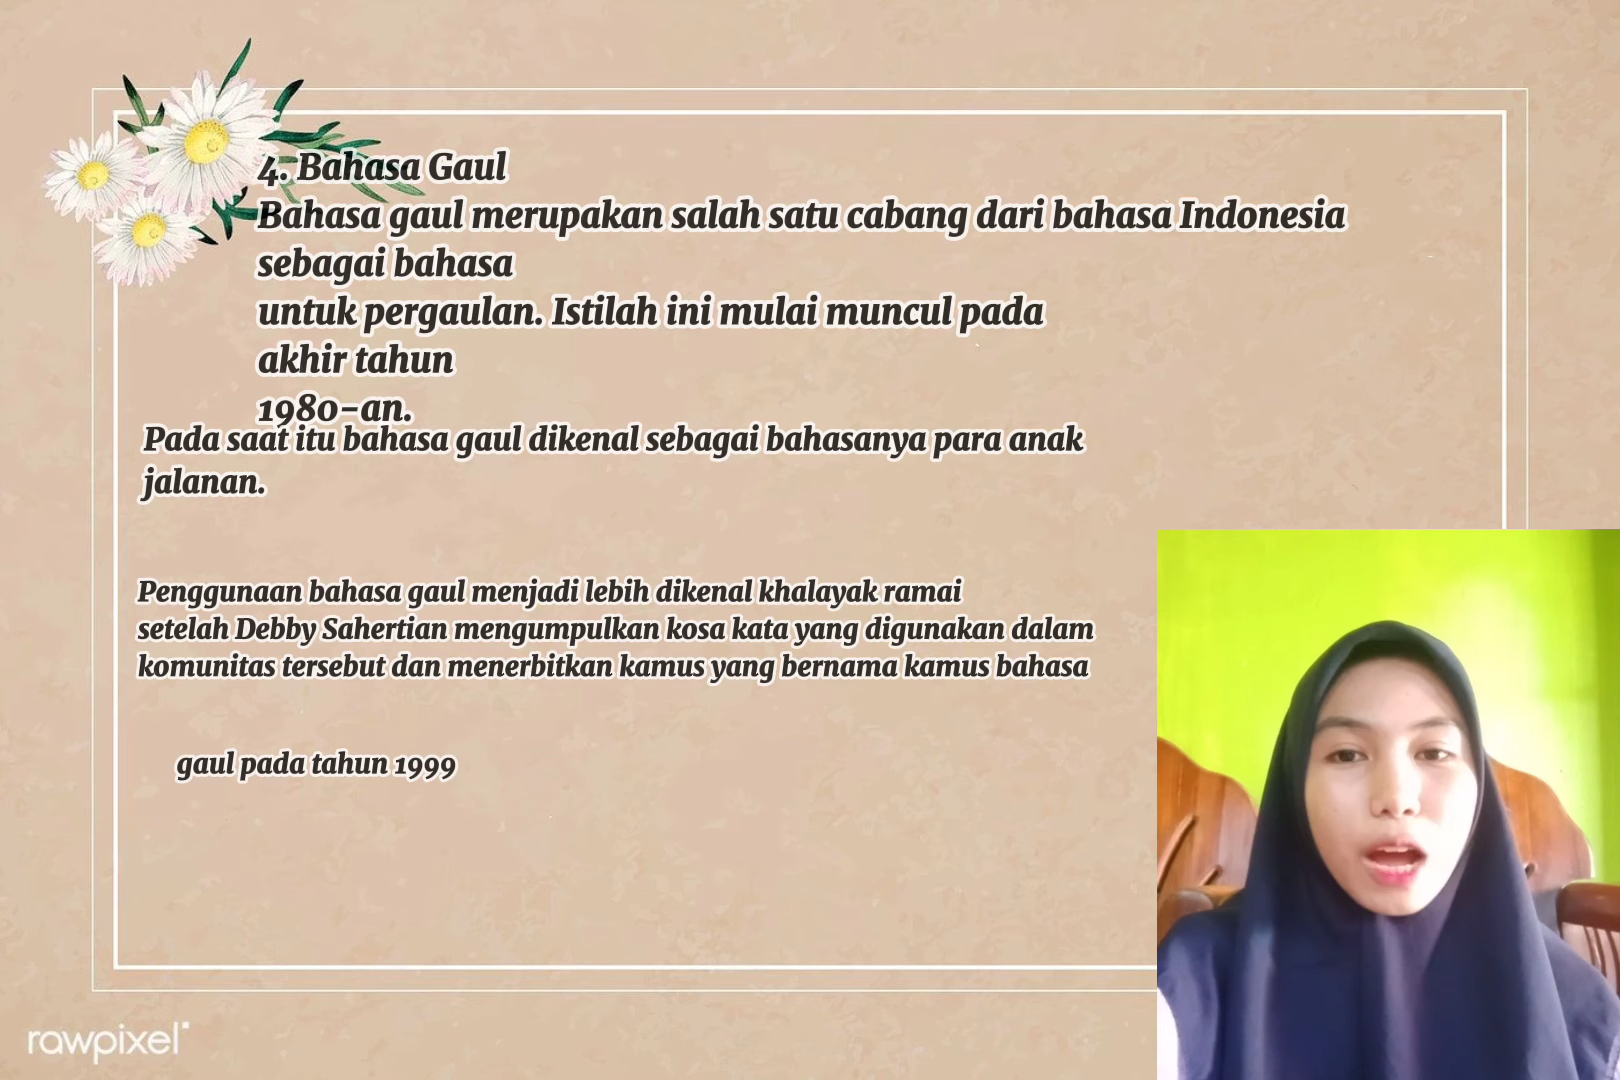 4. Bahasa Gaul
Bahasa gaul merupakan salah satu cabang dari bahasa Indonesia
sebagai bahasa
untuk pergaulan. Istilah ini mulai muncul pada
akhir tahun
1980-an.
Pada saat itu bahasa gaul dikenal sebagai bahasanya para anak
jalanan.
Penggunaan bahasa gaul menjadi lebih dikenal khalayak ramai
setelah Debby Sahertian mengumpulkan kosa kata yang digunakan dalam
komunitas tersebut dan menerbitkan kamus yang bernama kamus bahasa
gaul pada tahun 1999
rawpixel